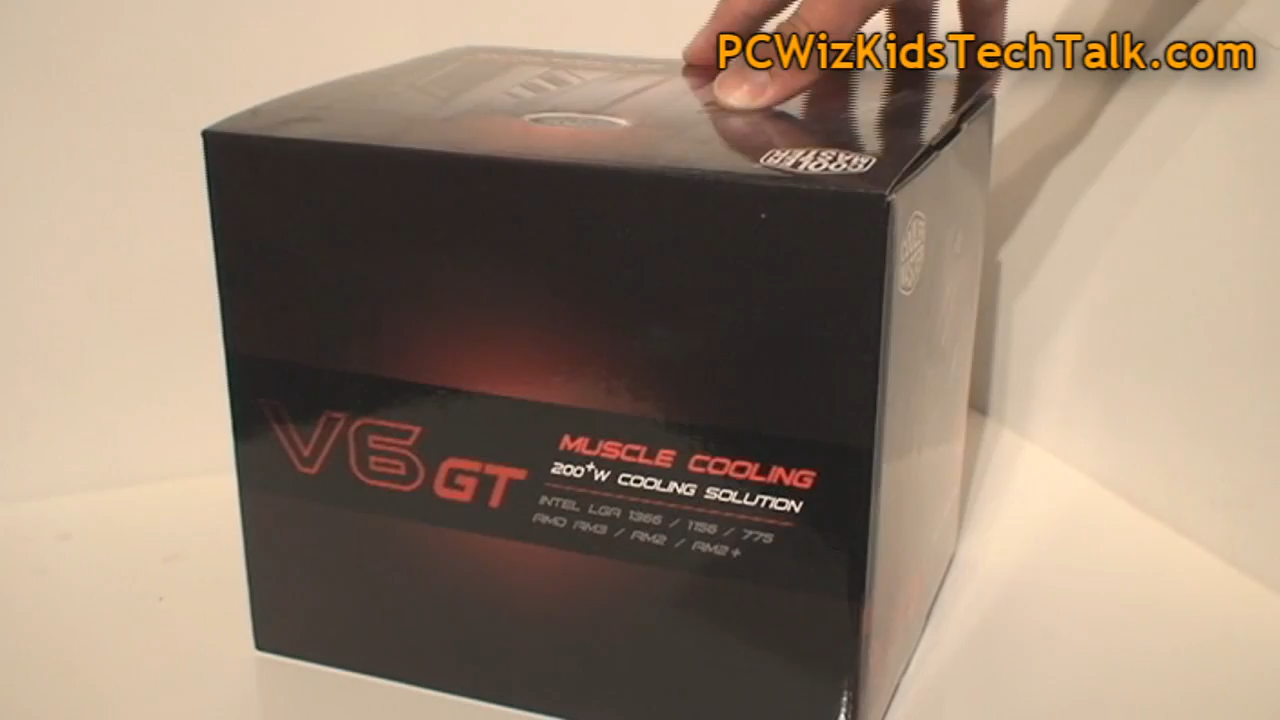 PCWizKidsTechTalk.com
COOLER
MASTER
V6 GT
MUSCLE COOLING
200+W COOLING SOLUTION
INTEL LGA 1366 / 1156 / 775
AMD AM3 / AM2 / AM2+